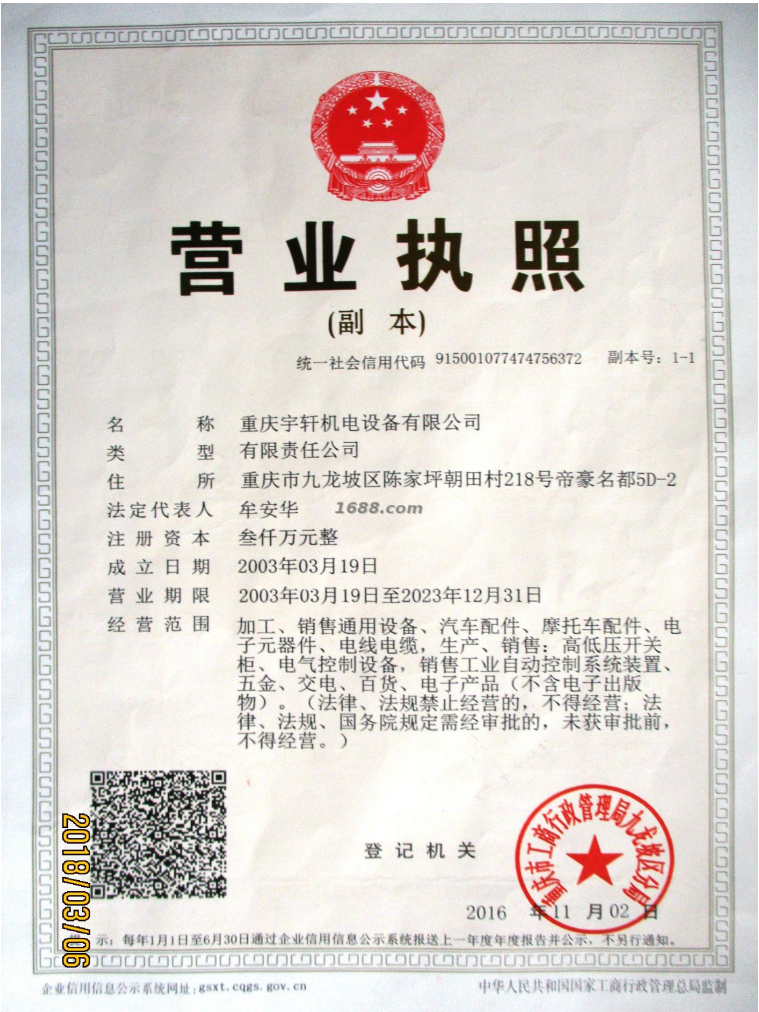 营业执照
(副 本)
统一社会信用代码 915001077474756372 副本号：1-1
名 称 重庆宇轩机电设备有限公司
类 型 有限责任公司
住 所 重庆市九龙坡区陈家坪朝田村218号帝豪名都5D-2
法定代表人 牟安华
1688.com
注册资本 叁仟万元整
成立日期 2003年03月19日
营业期限 2003年03月19日至2023年12月31日
经营范围 加工、销售通用设备、汽车配件、摩托车配件、电
子元器件、电线电缆，生产、销售：高低压开关
柜、电气控制设备，销售工业自动控制系统装置、
五金、交电、百货、电子产品（不含电子出版
物）。（法律、法规禁止经营的，不得经营；法
律、法规、国务院规定需经审批的，未获审批前，
不得经营。）
登记机关
重庆市工商行政管理局九龙坡区分局
2016 年11 月02 日
2018/03/06
示：每年1月1日至6月30日通过企业信用信息公示系统报送上一年度年度报告并公示，不另行通知。
企业信用信息公示系统网址：gsxt.cqgs.gov.cn
中华人民共和国国家工商行政管理总局监制